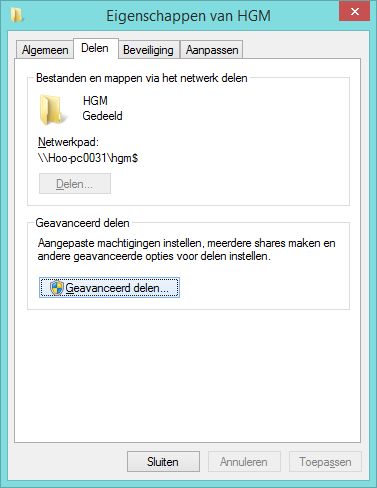 Eigenschappen van HGM
Algemeen Delen Beveiliging Aanpassen
Bestanden en mappen via het netwerk delen
HGM
Gedeeld
Netwerkpad:
\\Hoo-pc0031\hgm$
Delen...
Geavanceerd delen
Aangepaste machtigingen instellen, meerdere shares maken en
andere geavanceerde opties voor delen instellen.
Geavanceerd delen...
Sluiten Annuleren Toepassen